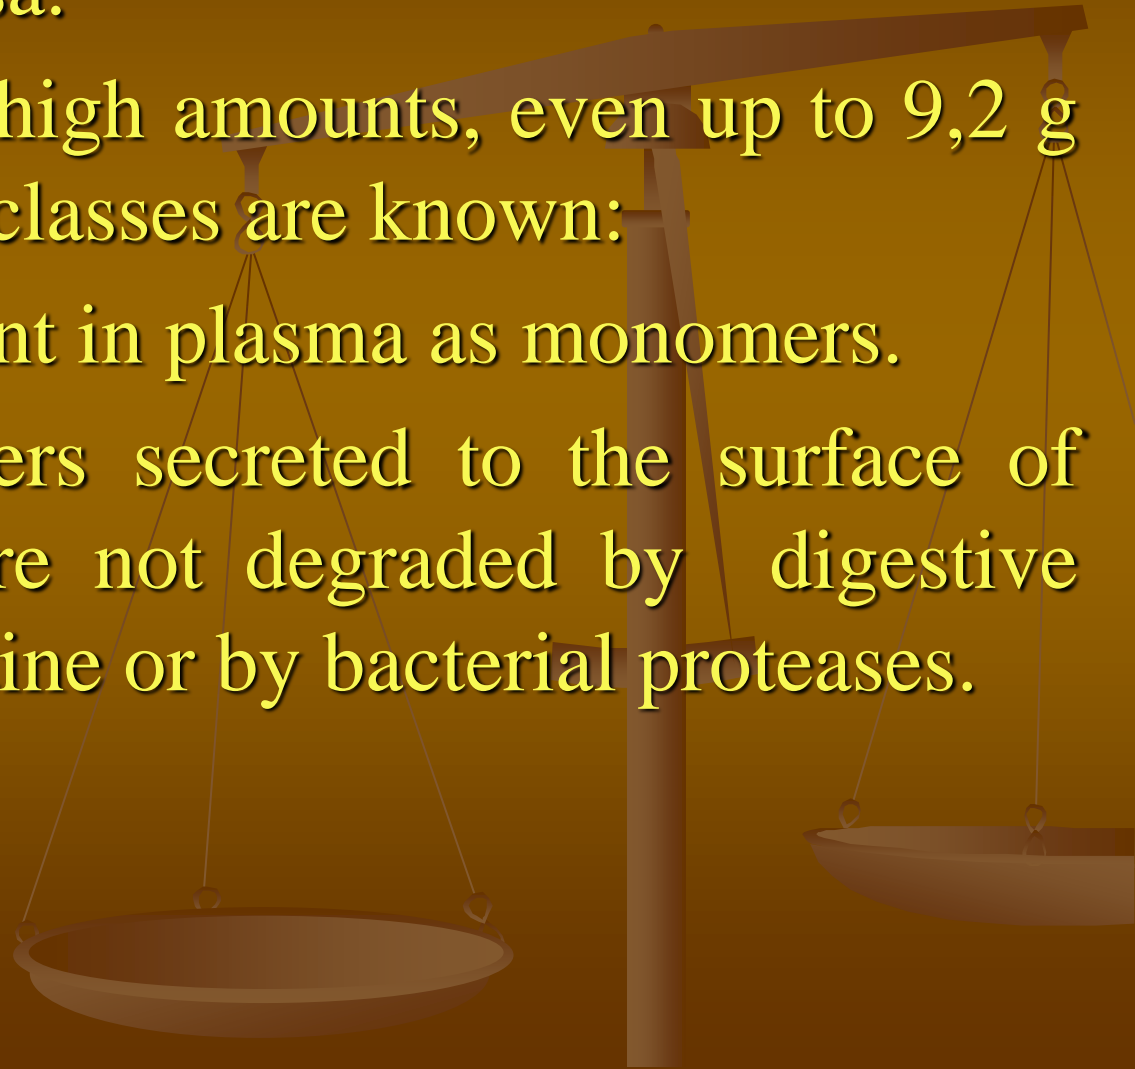 sa.
high amounts, even up to 9,2 g
classes are known:
nt in plasma as monomers.
ers secreted to the surface of
re not degraded by digestive
ine or by bacterial proteases.